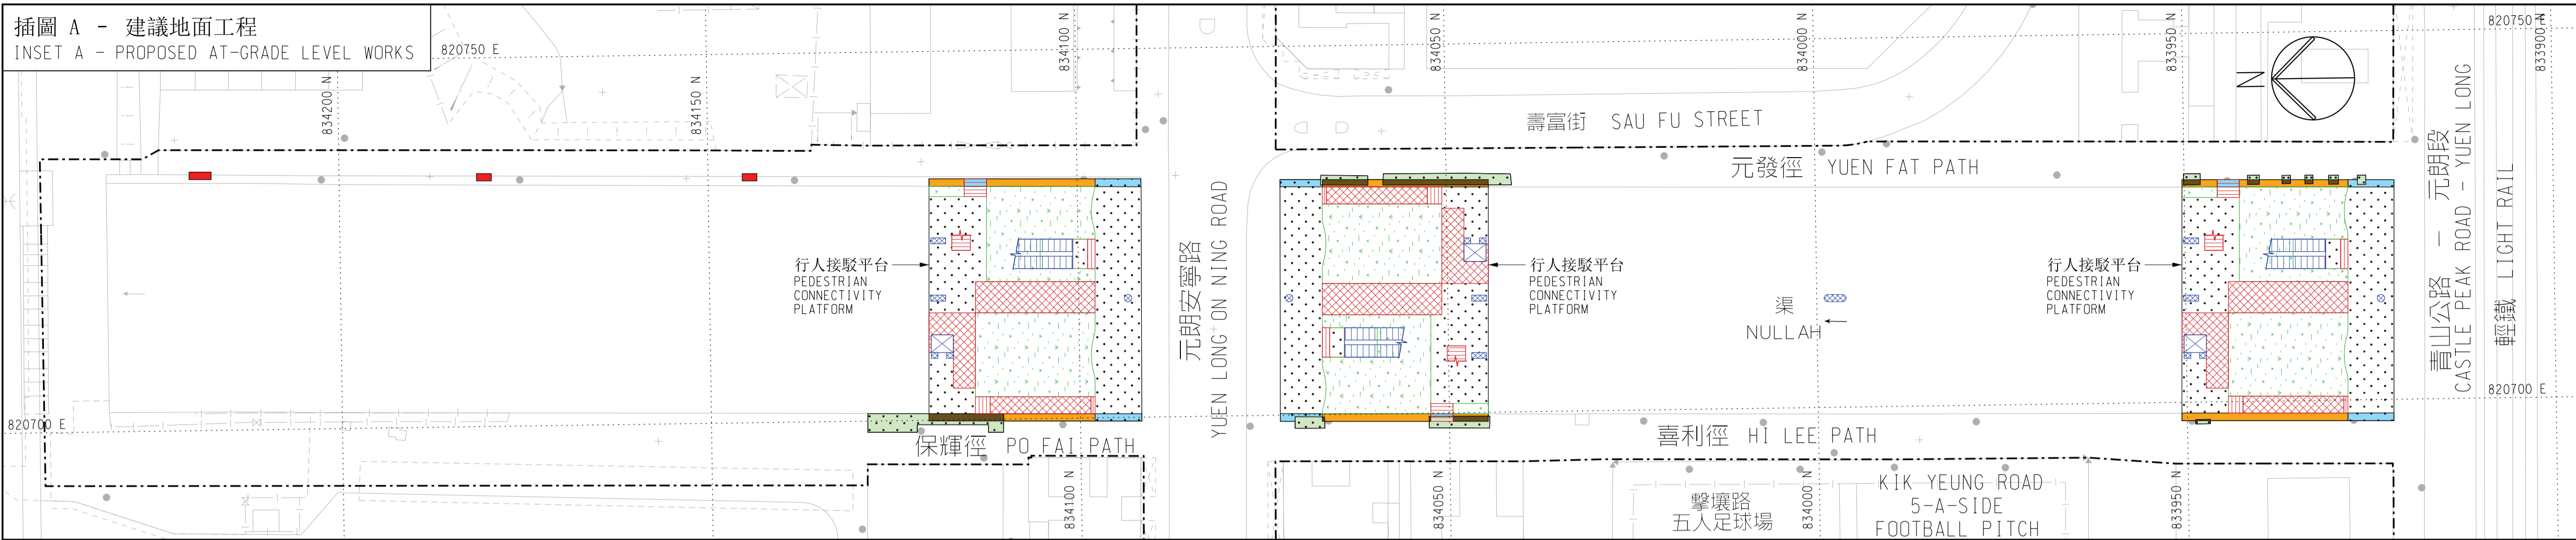 插圖 A - 建議地面工程
INSET A - PROPOSED AT-GRADE LEVEL WORKS
820750 E
834200 N
834150 N
834100 N
834050 N
834000 N
833950 N
820750 E
833900 N
N
壽富街 SAU FU STREET
元發徑 YUEN FAT PATH
行人接駁平台
PEDESTRIAN
CONNECTIVITY
PLATFORM
元朗安寧路
YUEN LONG ON NING ROAD
行人接駁平台
PEDESTRIAN
CONNECTIVITY
PLATFORM
渠
NULLAH
行人接駁平台
PEDESTRIAN
CONNECTIVITY
PLATFORM
青山公路 - 元朗段
CASTLE PEAK ROAD - YUEN LONG
輕鐵 LIGHT RAIL
820700 E
820700 E
保輝徑 PO FAI PATH
喜利徑 HI LEE PATH
834100 N
834050 N
834000 N
833950 N
擊壤路
五人足球場
KIK YEUNG ROAD
5-A-SIDE
FOOTBALL PITCH